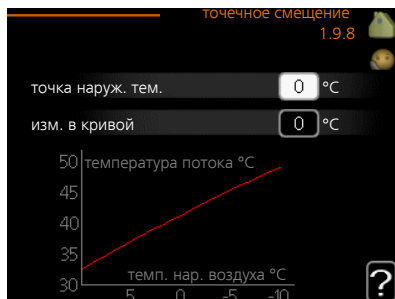 точечное смещение
1.9.8
точка наруж. тем. 0 °C
изм. в кривой 0 °C
50 температура потока °C
45
40
35
темп. нар. воздуха °C
30
5 0 -5 -10
?